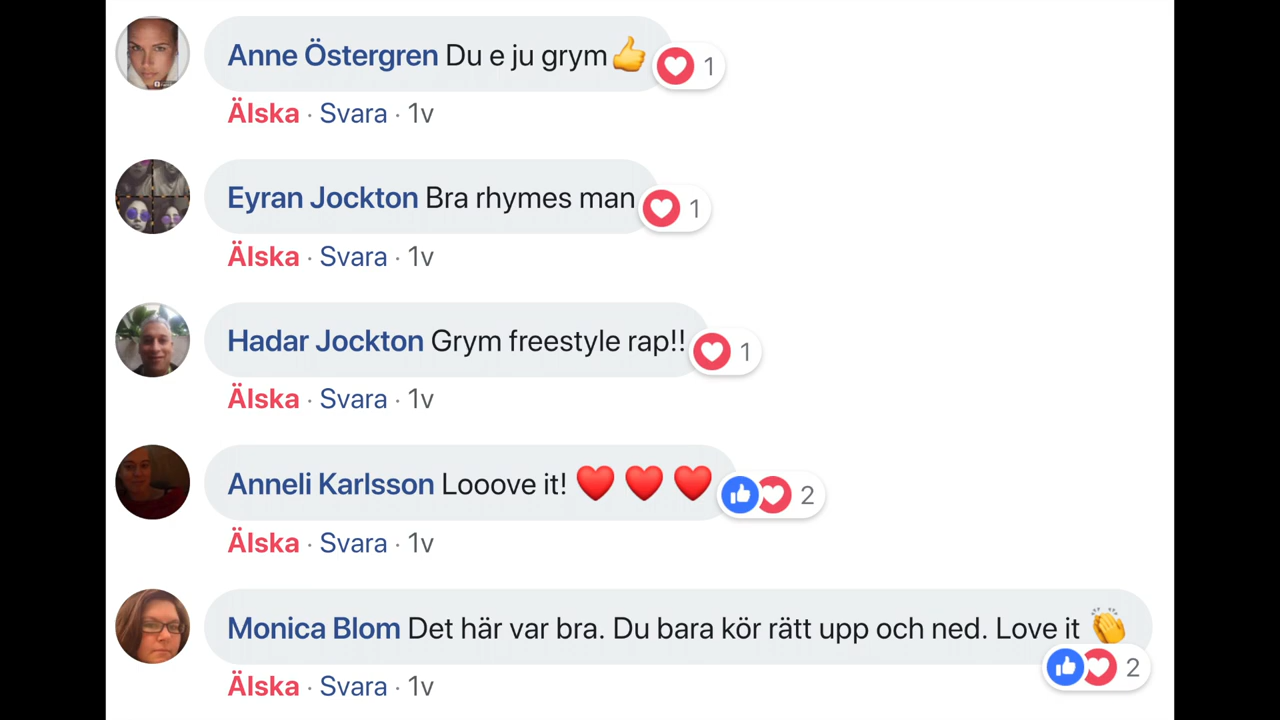 Anne Östergren Du e ju grym👍 1
Älska · Svara · 1v
Eyran Jockton Bra rhymes man 1
Älska · Svara · 1v
Hadar Jockton Grym freestyle rap!! 1
Älska · Svara · 1v
Anneli Karlsson Looove it! ❤️ ❤️ ❤️ 2
Älska · Svara · 1v
Monica Blom Det här var bra. Du bara kör rätt upp och ned. Love it 👏
2
Älska · Svara · 1v